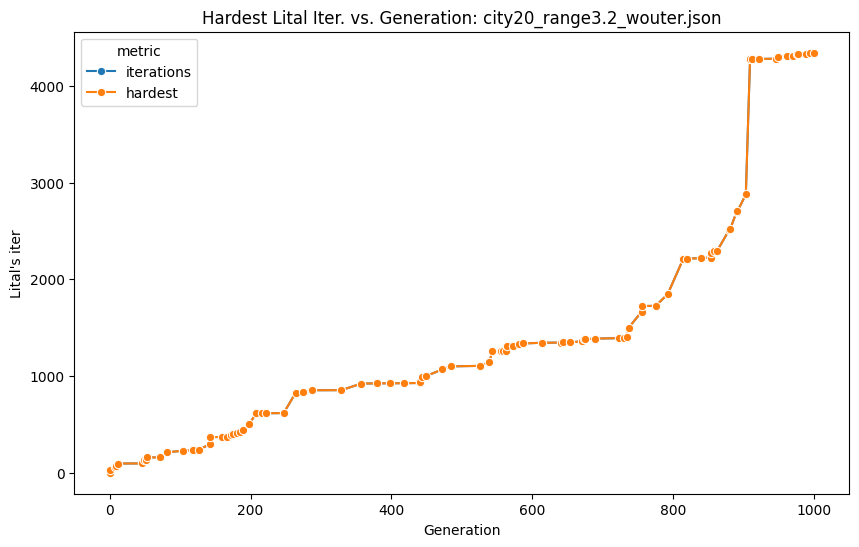 Hardest Lital Iter. vs. Generation: city20_range3.2_wouter.json
metric
iterations
hardest
4000
3000
2000
1000
0
Lital's iter
0 200 400 600 800 1000
Generation